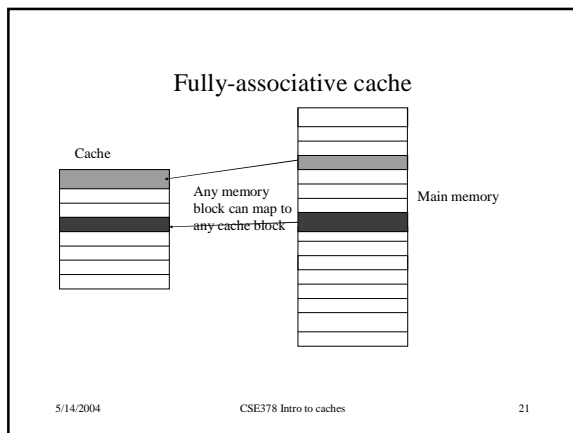 Fully-associative cache
Cache
Any memory
block can map to
any cache block
Main memory
5/14/2004
CSE378 Intro to caches
21